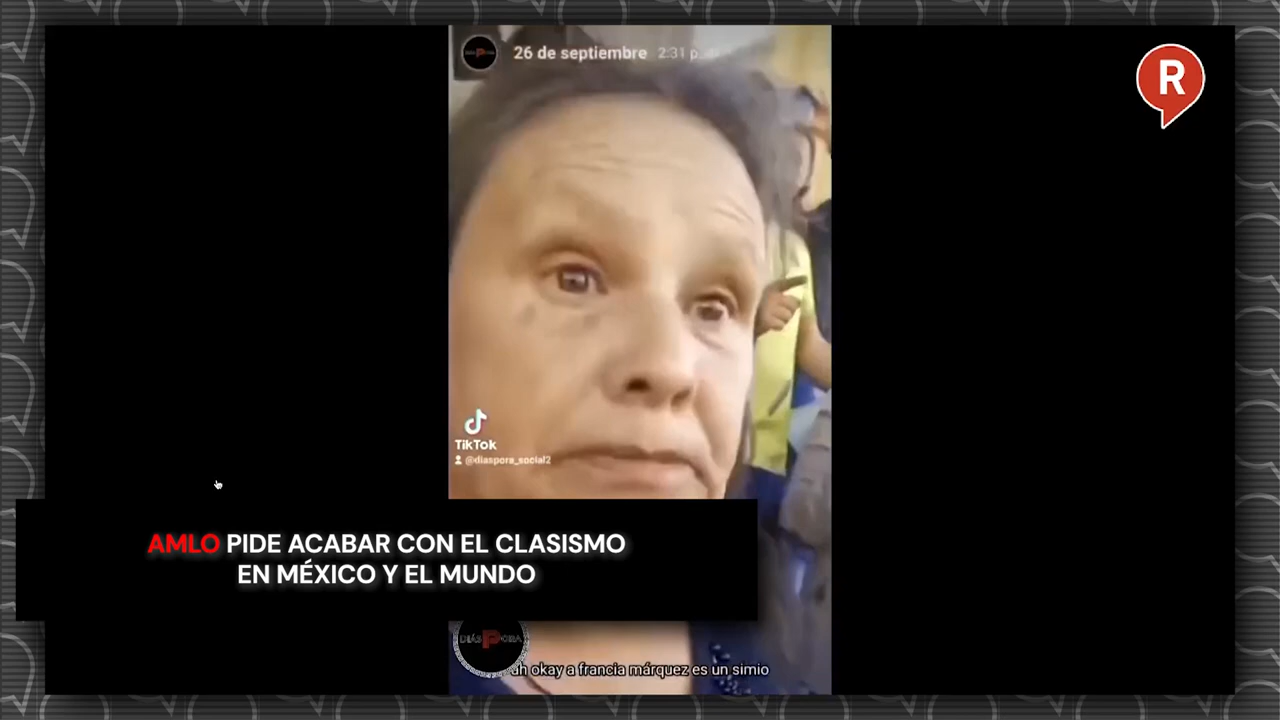 26 de septiembre 2:31 p.
R
TikTok
@diaspora_social2
AMLO PIDE ACABAR CON EL CLASISMO
EN MÉXICO Y EL MUNDO
DIÁSPORA
ah okay a francia márquez es un simio